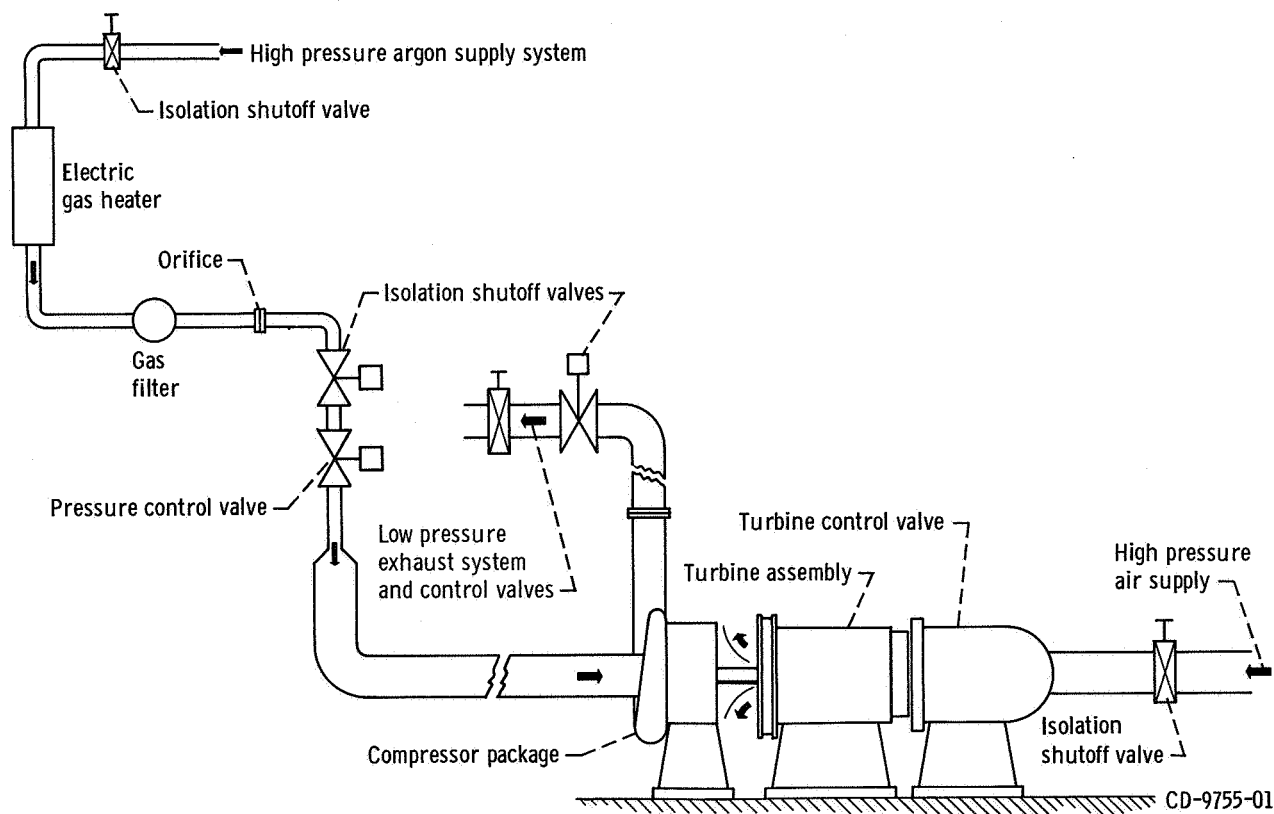 High pressure argon supply system
Isolation shutoff valve
Electric
gas heater
Orifice
Isolation shutoff valves
Gas
filter
Pressure control valve
Low pressure
exhaust system
and control valves
Turbine control valve
Turbine assembly
High pressure
air supply
Isolation
shutoff valve
Compressor package
CD-9755-01